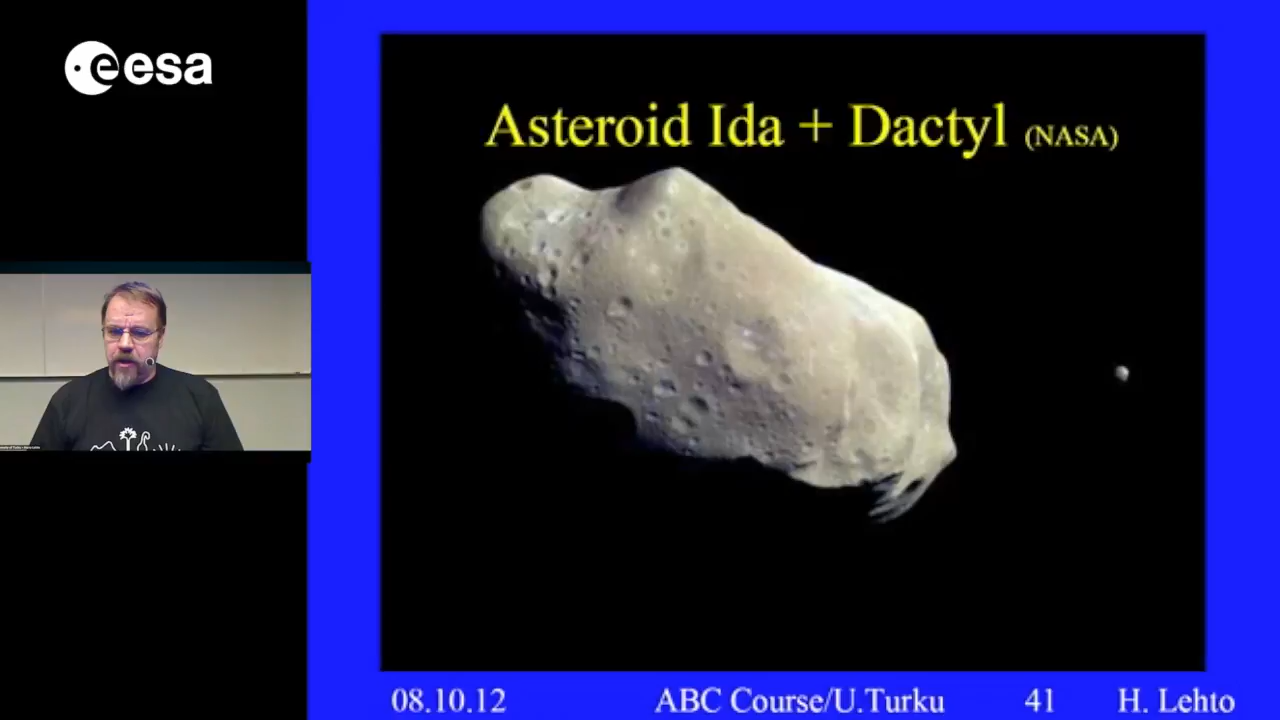 esa
Asteroid Ida + Dactyl (NASA)
08.10.12 ABC Course/U.Turku 41 H. Lehto